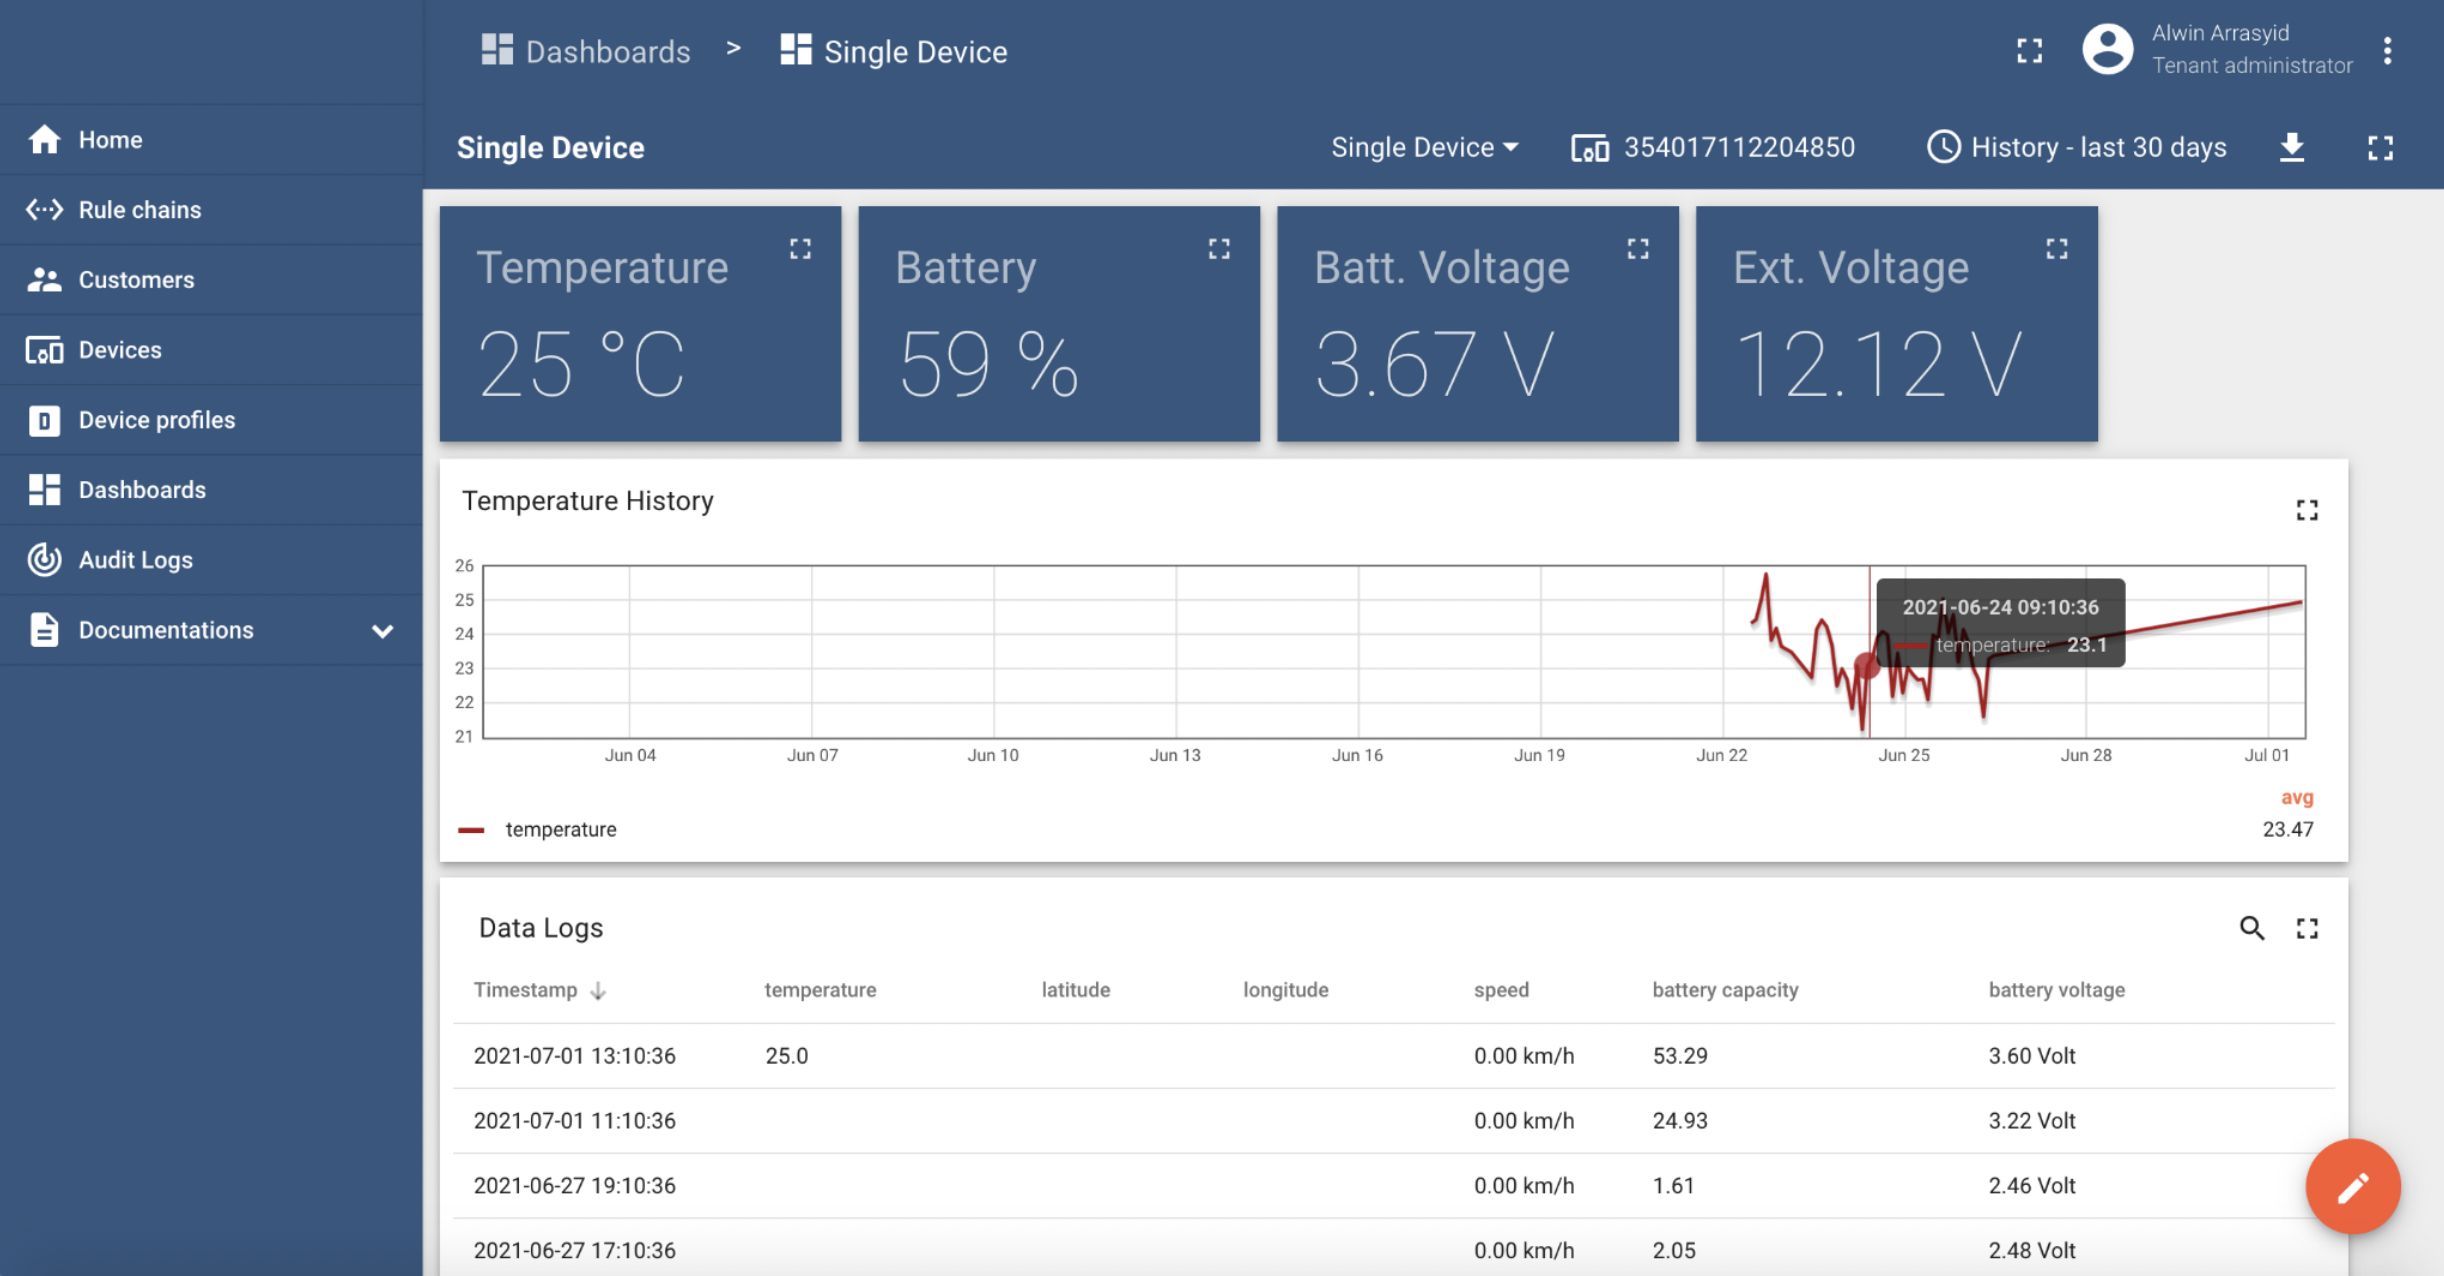 Dashboards > Single Device
Alwin Arrasyid
Tenant administrator
Home
Rule chains
Customers
Devices
Device profiles
Dashboards
Audit Logs
Documentations
Single Device
Single Device
354017112204850
History - last 30 days
Temperature
25 °C
Battery
59 %
Batt. Voltage
3.67 V
Ext. Voltage
12.12 V
Temperature History
26
25
24
23
22
21
2021-06-24 09:10:36
temperature: 23.1
Jun 04 Jun 07 Jun 10 Jun 13 Jun 16 Jun 19 Jun 22 Jun 25 Jun 28 Jul 01
avg
temperature 23.47
Data Logs
Timestamp temperature latitude longitude speed battery capacity battery voltage
2021-07-01 13:10:36 25.0 0.00 km/h 53.29 3.60 Volt
2021-07-01 11:10:36 0.00 km/h 24.93 3.22 Volt
2021-06-27 19:10:36 0.00 km/h 1.61 2.46 Volt
2021-06-27 17:10:36 0.00 km/h 2.05 2.48 Volt